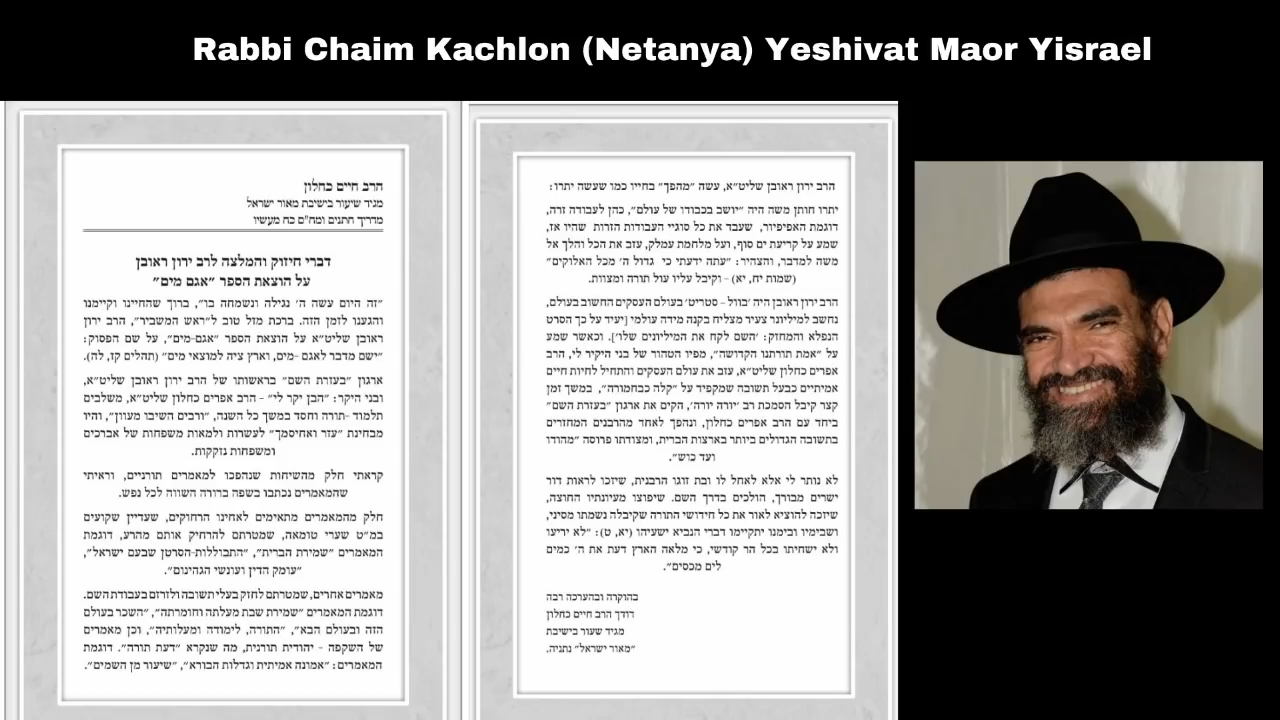 Rabbi Chaim Kachlon (Netanya) Yeshivat Maor Yisrael
הרב חיים כחלון
מגיד שיעור בישיבת מאור ישראל
מדריך חתנים ומח"ס כח מעשיו
דברי חיזוק והמלצה לרב ירון ראובן
על הוצאת הספר "אגם מים"
"זה היום עשה ה' נגילה ונשמחה בו", ברוך שהחיינו וקיימנו
והגענו לזמן הזה. ברכת מזל טוב ל"ראש המשביר", הרב ירון
ראובן שליט"א על הוצאת הספר "אגם-מים", על שם הפסוק:
"ישם מדבר לאגם -מים, וארץ ציה למוצאי מים" (תהלים קז, לה).
ארגון "בעזרת השם" בראשותו של הרב ירון ראובן שליט"א,
ובני היקר: "הבן יקר לי" - הרב אפרים כחלון שליט"א, משלבים
תלמוד -תורה וחסד במשך כל השנה, "ורבים השיבו מעוון", והיו
מבחינת "עזר ואחיסמך" לעשרות ולמאות משפחות של אברכים
ומשפחות נזקקות.
קראתי חלק מהשיחות שנהפכו למאמרים תורניים, וראיתי
שהמאמרים נכתבו בשפה ברורה השווה לכל נפש.
חלק מהמאמרים מתאימים לאחינו הרחוקים, שעדיין שקועים
במ"ט שערי טומאה, שמטרתם להרחיק אותם מהרע, דוגמת
המאמרים "שמירת הברית", "התבוללות-הסרטן שבעם ישראל",
"עומק הדין ועונשי הגהינום".
מאמרים אחרים, שמטרתם לחזק בעלי תשובה ולזרזם בעבודת השם.
דוגמת המאמרים "שמירת שבת מעלתה וחומרתה", "השכר בעולם
הזה ובעולם הבא", "התורה, לימודה ומעלותיה", וכן מאמרים
של השקפה - יהודית תורנית, מה שנקרא "דעת תורה". דוגמת
המאמרים: "אמונה אמיתית וגדלות הבורא", "שיעור מן השמים".
הרב ירון ראובן שליט"א, עשה "מהפך" בחייו כמו שעשה יתרו:
יתרו חותן משה היה "יושב בכבודו של עולם", כהן לעבודה זרה,
דוגמת האפיפיור, שעבד את כל סוגיי העבודות הזרות שהיו אז,
שמע על קריעת ים סוף, ועל מלחמת עמלק, עזב את הכל והלך אל
משה למדבר, והצהיר: "עתה ידעתי כי גדול ה' מכל האלוקים"
(שמות יח, יא) - וקיבל עליו עול תורה ומצוות.
הרב ירון ראובן היה 'בוול - סטריט' בעולם העסקים החשוב בעולם,
נחשב למיליונר צעיר מצליח בקנה מידה עולמי [יעיד על כך הסרט
הנפלא והמחזק: 'השם לקח את המיליונים שלו']. וכאשר שמע
על "אמת תורתנו הקדושה", מפיו הטהור של בני היקיר לי, הרב
אפרים כחלון שליט"א, עזב את עולם העסקים והתחיל לחיות חיים
אמיתיים כבעל תשובה שמקפיד על "קלה כבחמורה", במשך זמן
קצר קיבל הסמכת רב 'יורה יורה', הקים את ארגון "בעזרת השם"
ביחד עם הרב אפרים כחלון, ונהפך לאחד מהרבנים המחזרים
בתשובה הגדולים ביותר בארצות הברית, ומצודתו פרוסה "מהודו
ועד כוש".
לא נותר לי אלא לאחל לו ובת זוגו הרבנית, שיזכו לראות דור
ישרים מבורך, הולכים בדרך השם. שיפוצו מעיונתיו החוצה,
שיזכה להוציא לאור את כל חידושי התורה שקיבלה נשמתו מסיני,
ושבימיו ובימנו יתקיימו דברי הנביא ישעיהו (יא, ט): "לא יריעו
ולא ישחיתו בכל הר קודשי, כי מלאה הארץ דעת את ה' כמים
לים מכסים".
בהוקרה ובהערכה רבה
דודך הרב חיים כחלון
מגיד שעור בישיבת
"מאור ישראל" נתניה.